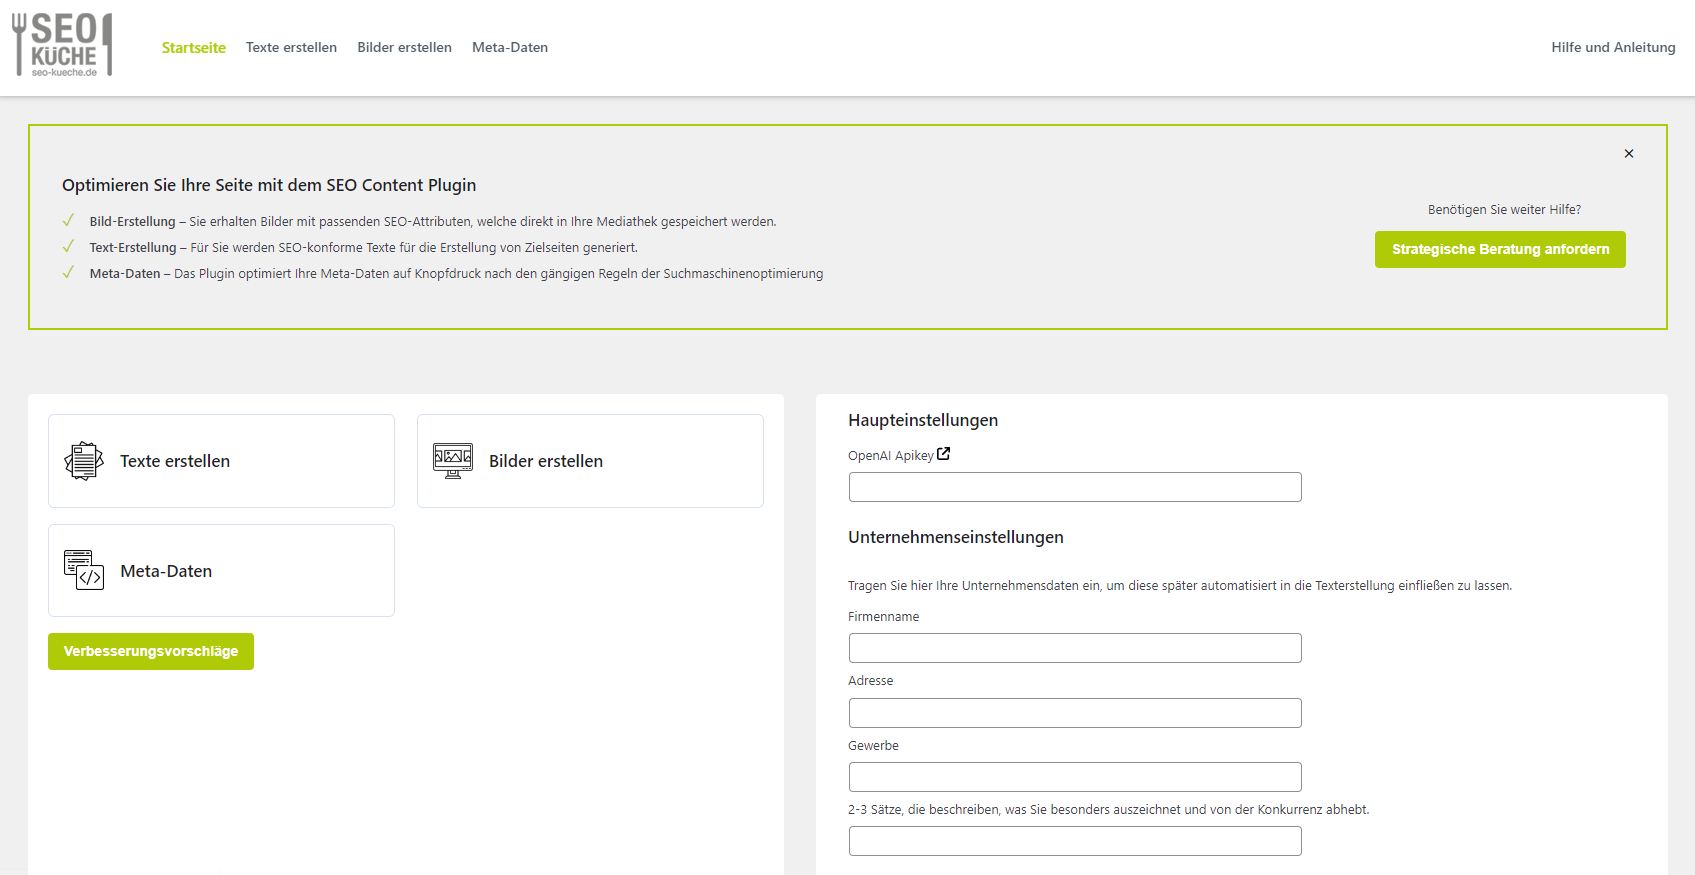 SEO
KÜCHE
seo-kueche.de
Startseite
Texte erstellen
Bilder erstellen
Meta-Daten
Hilfe und Anleitung
Optimieren Sie Ihre Seite mit dem SEO Content Plugin
Bild-Erstellung – Sie erhalten Bilder mit passenden SEO-Attributen, welche direkt in Ihre Mediathek gespeichert werden.
Text-Erstellung – Für Sie werden SEO-konforme Texte für die Erstellung von Zielseiten generiert.
Meta-Daten – Das Plugin optimiert Ihre Meta-Daten auf Knopfdruck nach den gängigen Regeln der Suchmaschinenoptimierung
Benötigen Sie weiter Hilfe?
Strategische Beratung anfordern
Texte erstellen
Bilder erstellen
Meta-Daten
Verbesserungsvorschläge
Haupteinstellungen
OpenAI Apikey
Unternehmenseinstellungen
Tragen Sie hier Ihre Unternehmensdaten ein, um diese später automatisiert in die Texterstellung einfließen zu lassen.
Firmenname
Adresse
Gewerbe
2-3 Sätze, die beschreiben, was Sie besonders auszeichnet und von der Konkurrenz abhebt.